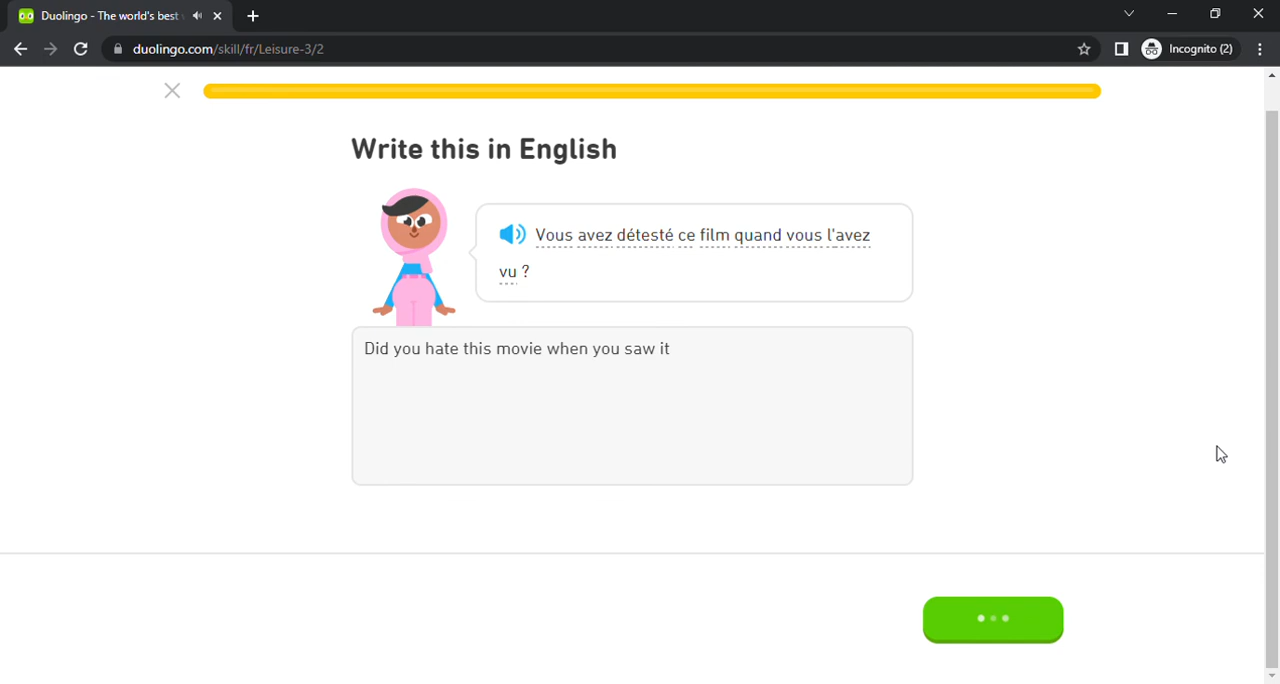 Duolingo - The world's best
duolingo.com/skill/fr/Leisure-3/2
Incognito (2)
Write this in English
Vous avez détesté ce film quand vous l'avez
vu ?
Did you hate this movie when you saw it